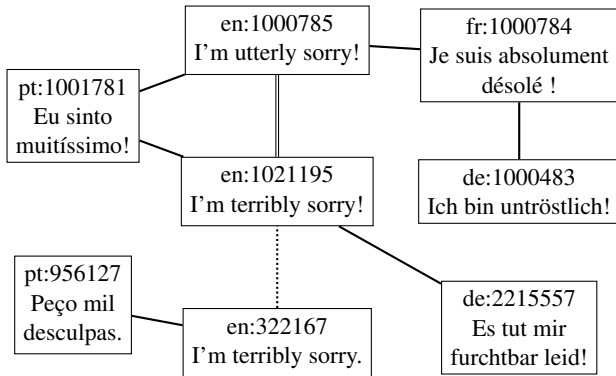 en:1000785
I'm utterly sorry!
fr:1000784
Je suis absolument
désolé !
pt:1001781
Eu sinto
muitíssimo!
en:1021195
I'm terribly sorry!
de:1000483
Ich bin untröstlich!
pt:956127
Peço mil
desculpas.
en:322167
I'm terribly sorry.
de:2215557
Es tut mir
furchtbar leid!